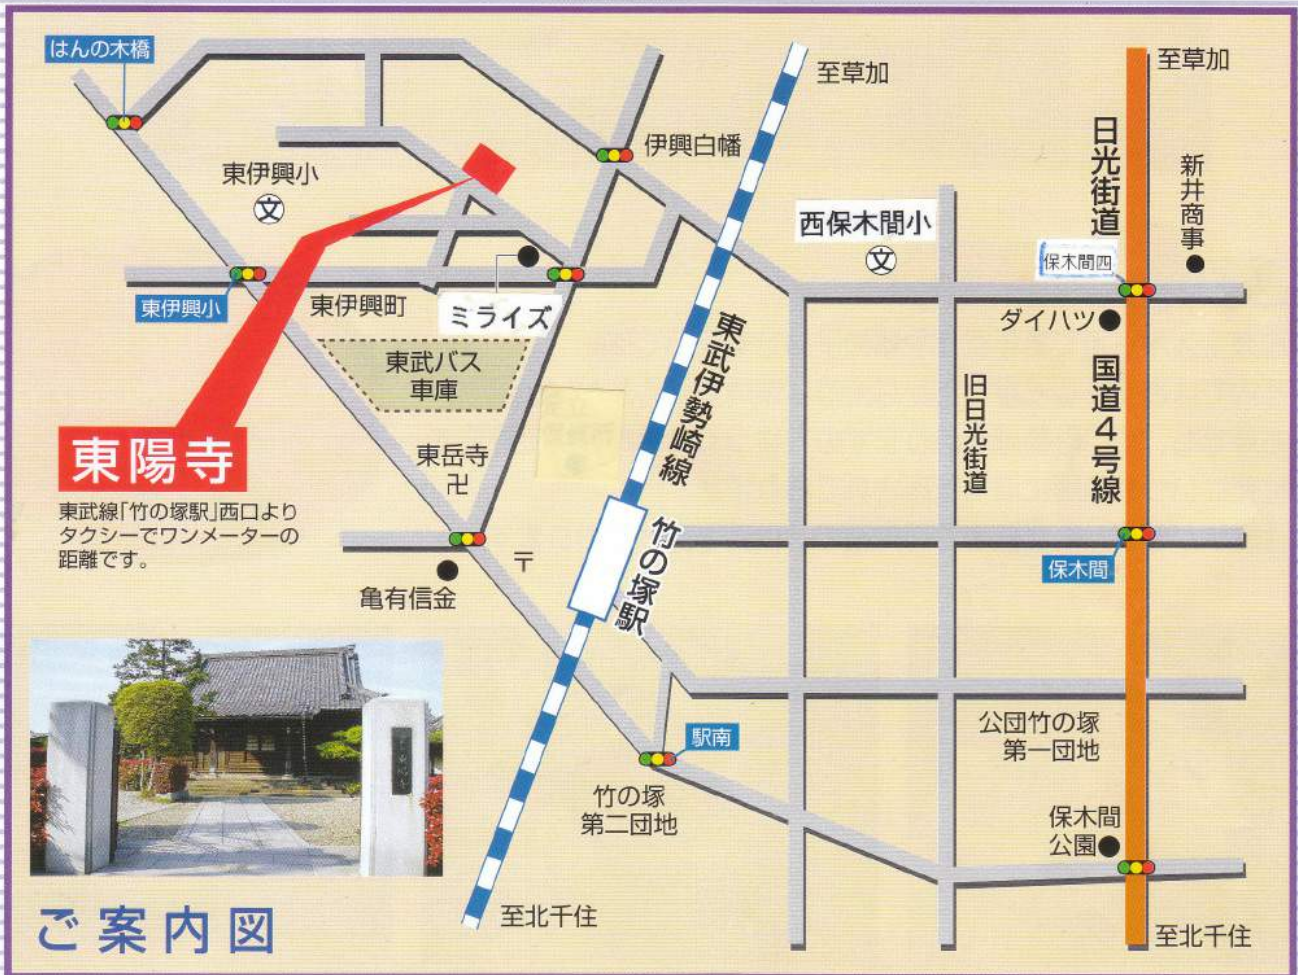 はんの木橋
至草加
至草加
伊興白幡
日光街道
新井商事
東伊興小
文
西保木間小
文
保木間四
東伊興小
東伊興町
ミライズ
ダイハツ
東武バス
車庫
東武伊勢崎線
旧日光街道
国道4号線
東陽寺
東武線「竹の塚駅」西口より
タクシーでワンメーターの
距離です。
東岳寺
卍
〒
竹の塚駅
保木間
亀有信金
駅南
公団竹の塚
第一団地
竹の塚
第二団地
保木間
公園
至北千住
至北千住
ご案内図